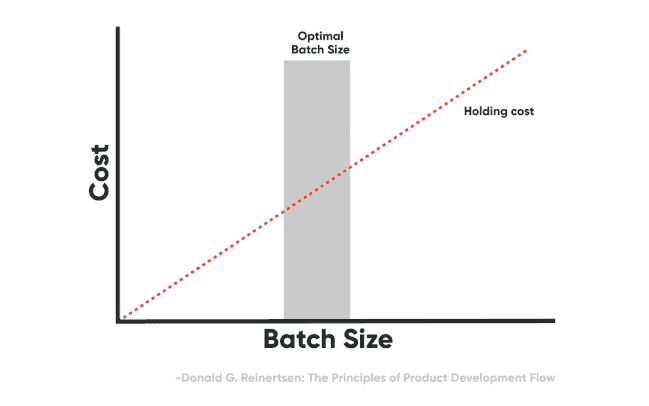 Optimal
Batch Size
Holding cost
Cost
Batch Size
-Donald G. Reinertsen: The Principles of Product Development Flow